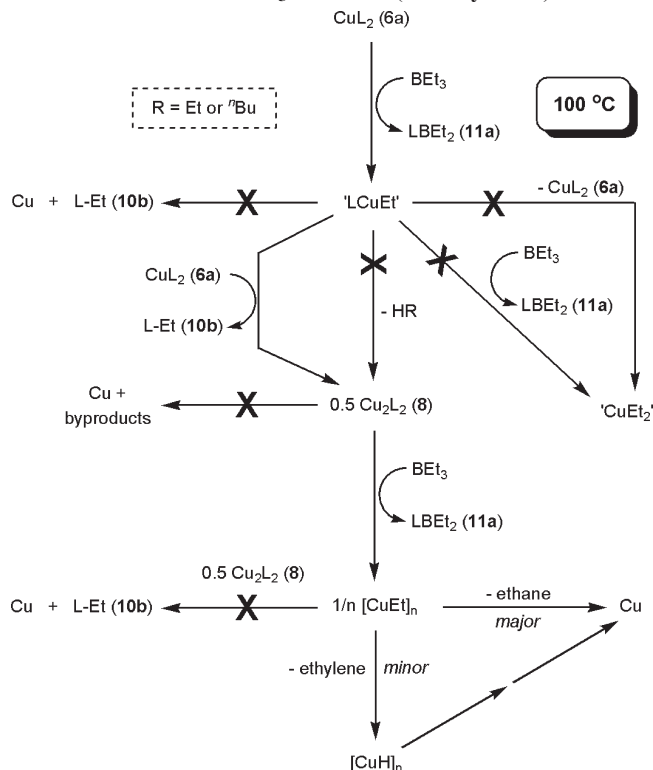 CuL₂ (6a)
BEt₃
R = Et or ⁿBu
100 °C
LBEt₂ (11a)
Cu + L-Et (10b)
X
'LCuEt'
X
- CuL₂ (6a)
CuL₂ (6a)
X
X
BEt₃
L-Et (10b)
- HR
LBEt₂ (11a)
Cu +
byproducts
X
0.5 Cu₂L₂ (8)
'CuEt₂'
BEt₃
LBEt₂ (11a)
0.5 Cu₂L₂ (8)
Cu + L-Et (10b)
X
1/n [CuEt]ₙ
- ethane
major
Cu
- ethylene
minor
[CuH]ₙ